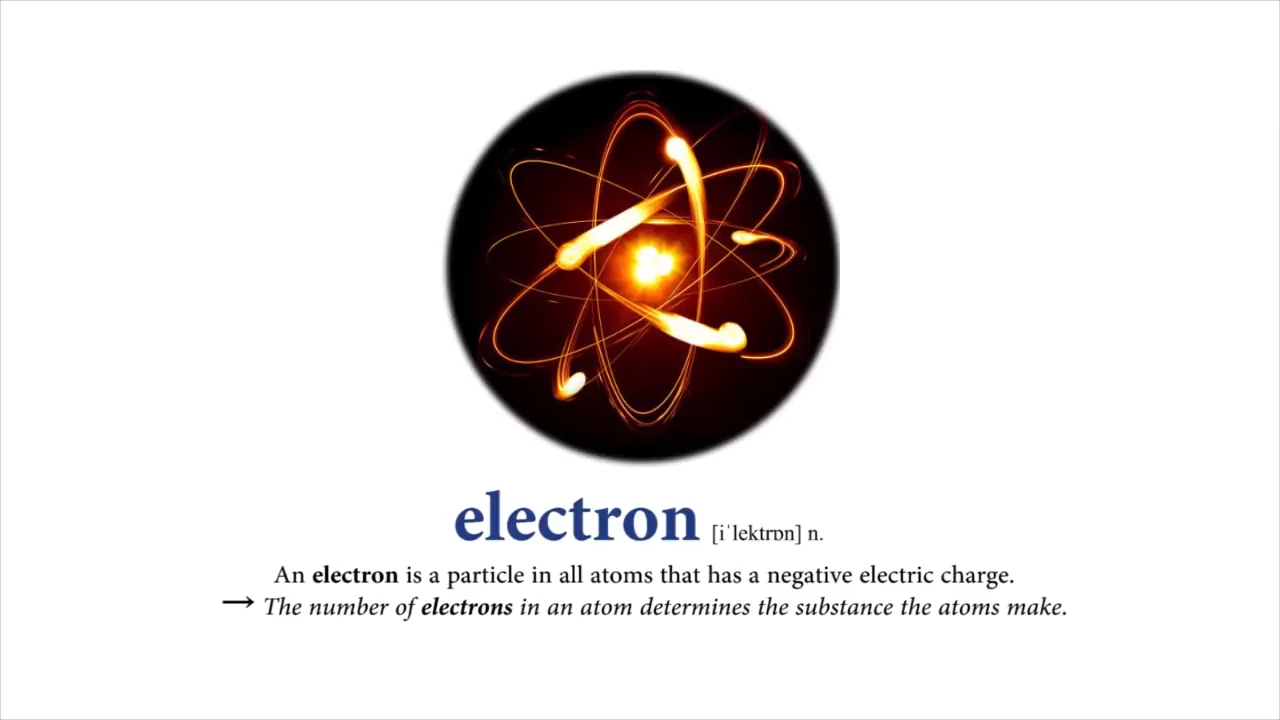 electron [iˈlektrɒn] n.
An electron is a particle in all atoms that has a negative electric charge.
→ The number of electrons in an atom determines the substance the atoms make.